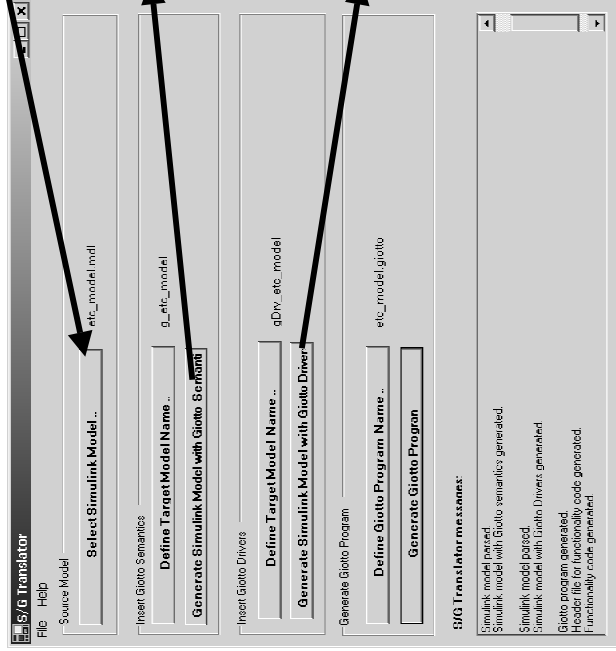 S/G Translator
File Help
Source Model
Select Simulink Model ..
etc_model.mdl
Insert Giotto Semantics
Define Target Model Name ..
g_etc_model
Generate Simulink Model with Giotto Semanti
Insert Giotto Drivers
Define Target Model Name ..
gDrv_etc_model
Generate Simulink Model with Giotto Driver
Generate Giotto Program
Define Giotto Program Name ..
etc_model.giotto
Generate Giotto Progran
S/G Translator messages:
Simulink model parsed.
Simulink model with Giotto semantics generated.
Simulink model parsed.
Simulink model with Giotto Drivers generated.
Giotto program generated.
Header file for functionality code generated.
Functionality code generated.